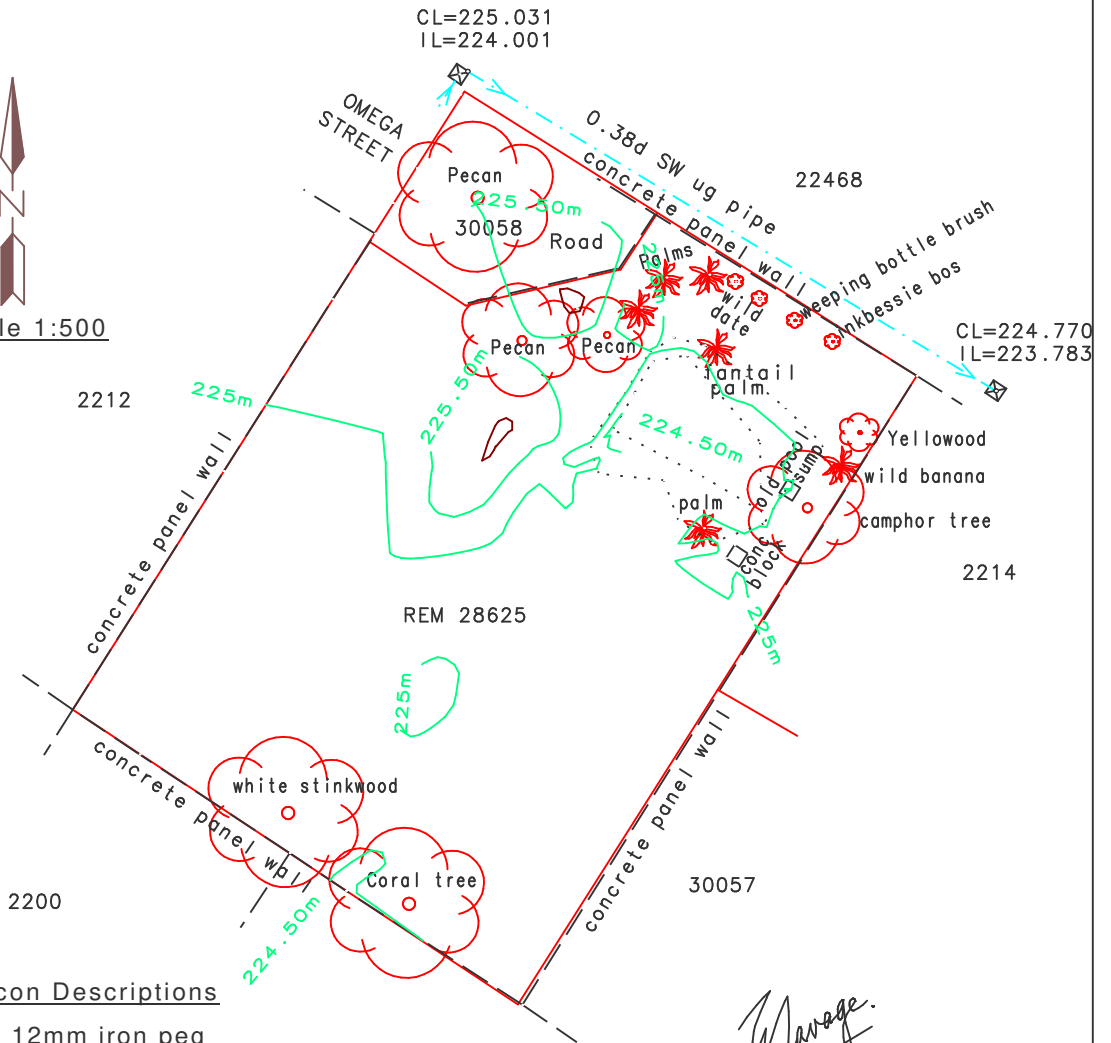 CL=225.031
IL=224.001
OMEGA
STREET
0.38d SW ug pipe
concrete panel wall
22468
Pecan
225.50m
30058
Road
Palms
wild
date
weeping bottle brush
inkbessie bos
N
le 1:500
CL=224.770
IL=223.783
Pecan
Pecan
fantail
palm
2212
225m
225.50m
224.50m
Yellowood
old pool
sump
wild banana
palm
camphor tree
conc
block
2214
concrete panel wall
REM 28625
225m
225m
concrete panel wall
white stinkwood
concrete panel wall
Coral tree
30057
2200
224.50m
con Descriptions
12mm iron peg